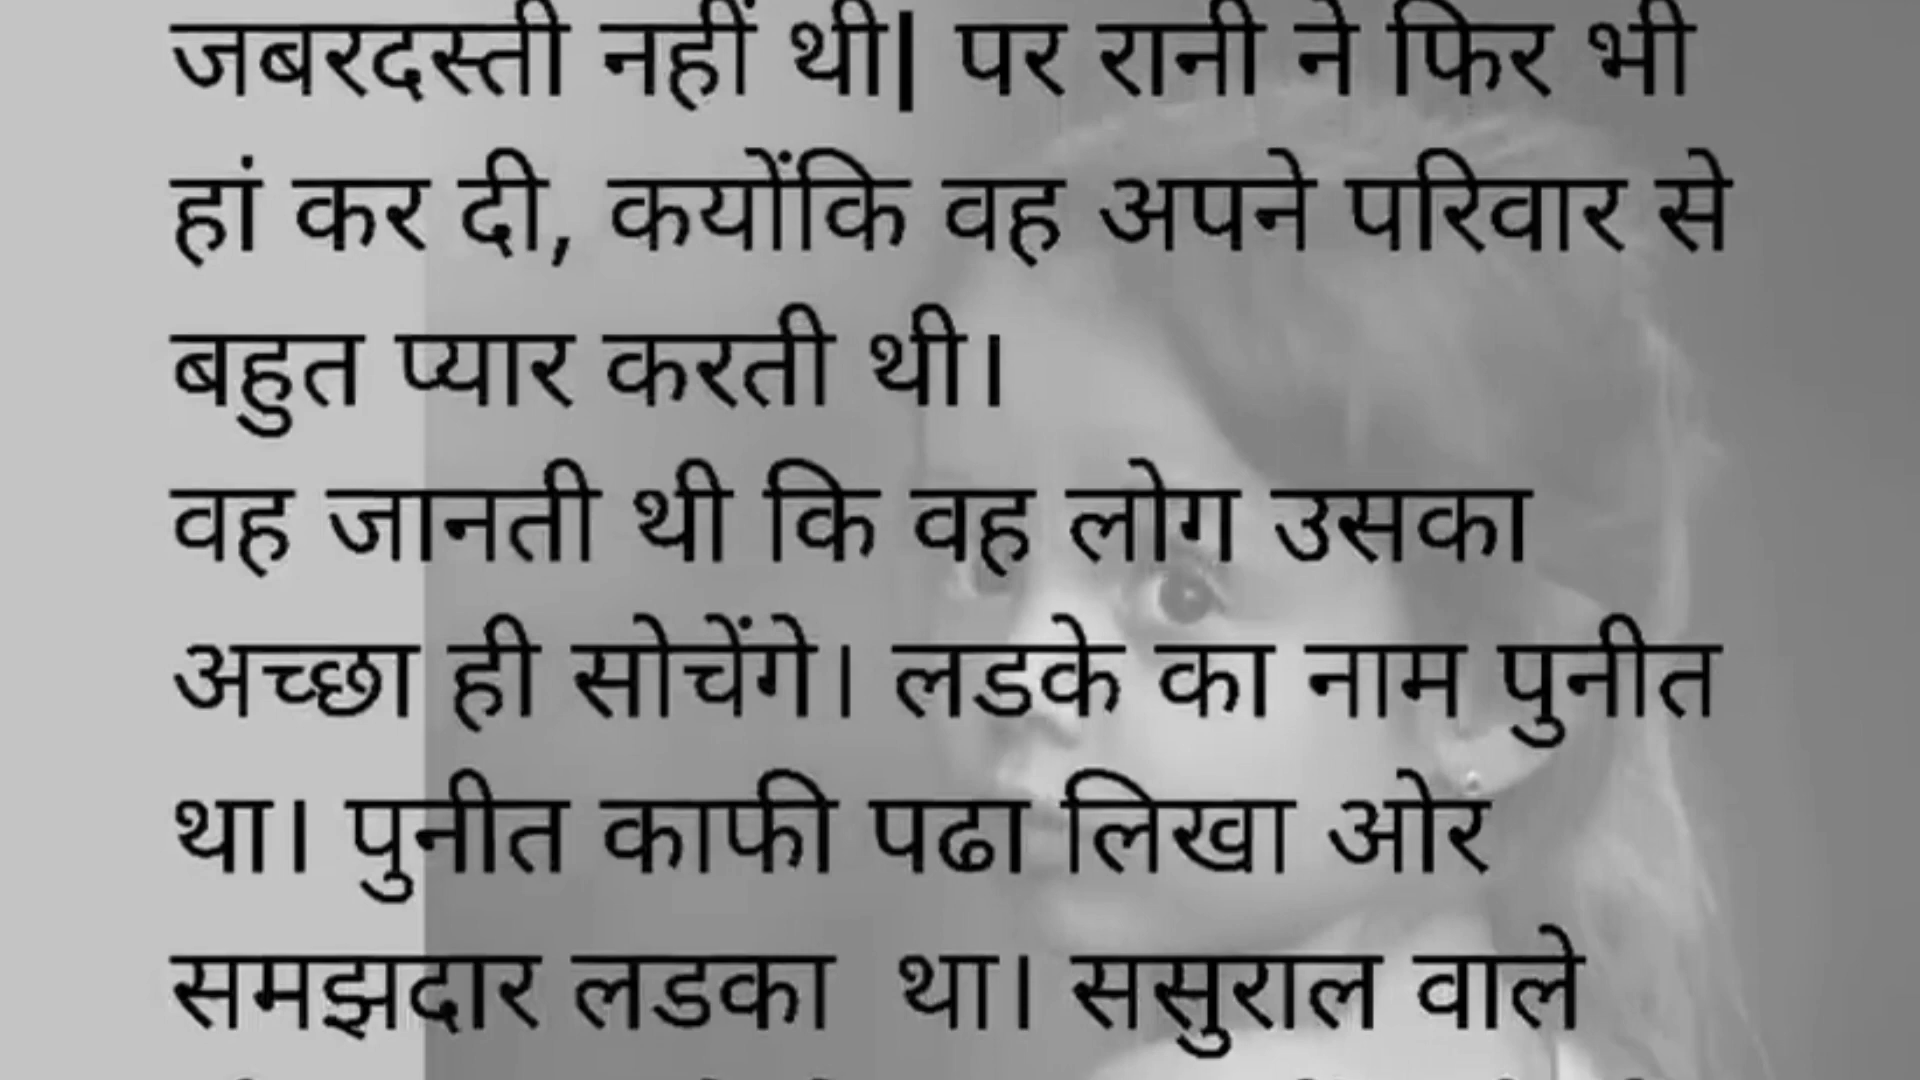 जबरदस्ती नहीं थी| पर रानी ने फिर भी
हां कर दी, कयोंकि वह अपने परिवार से
बहुत प्यार करती थी।
वह जानती थी कि वह लोग उसका
अच्छा ही सोचेंगे। लडके का नाम पुनीत
था। पुनीत काफी पढा लिखा ओर
समझदार लडका था। ससुराल वाले